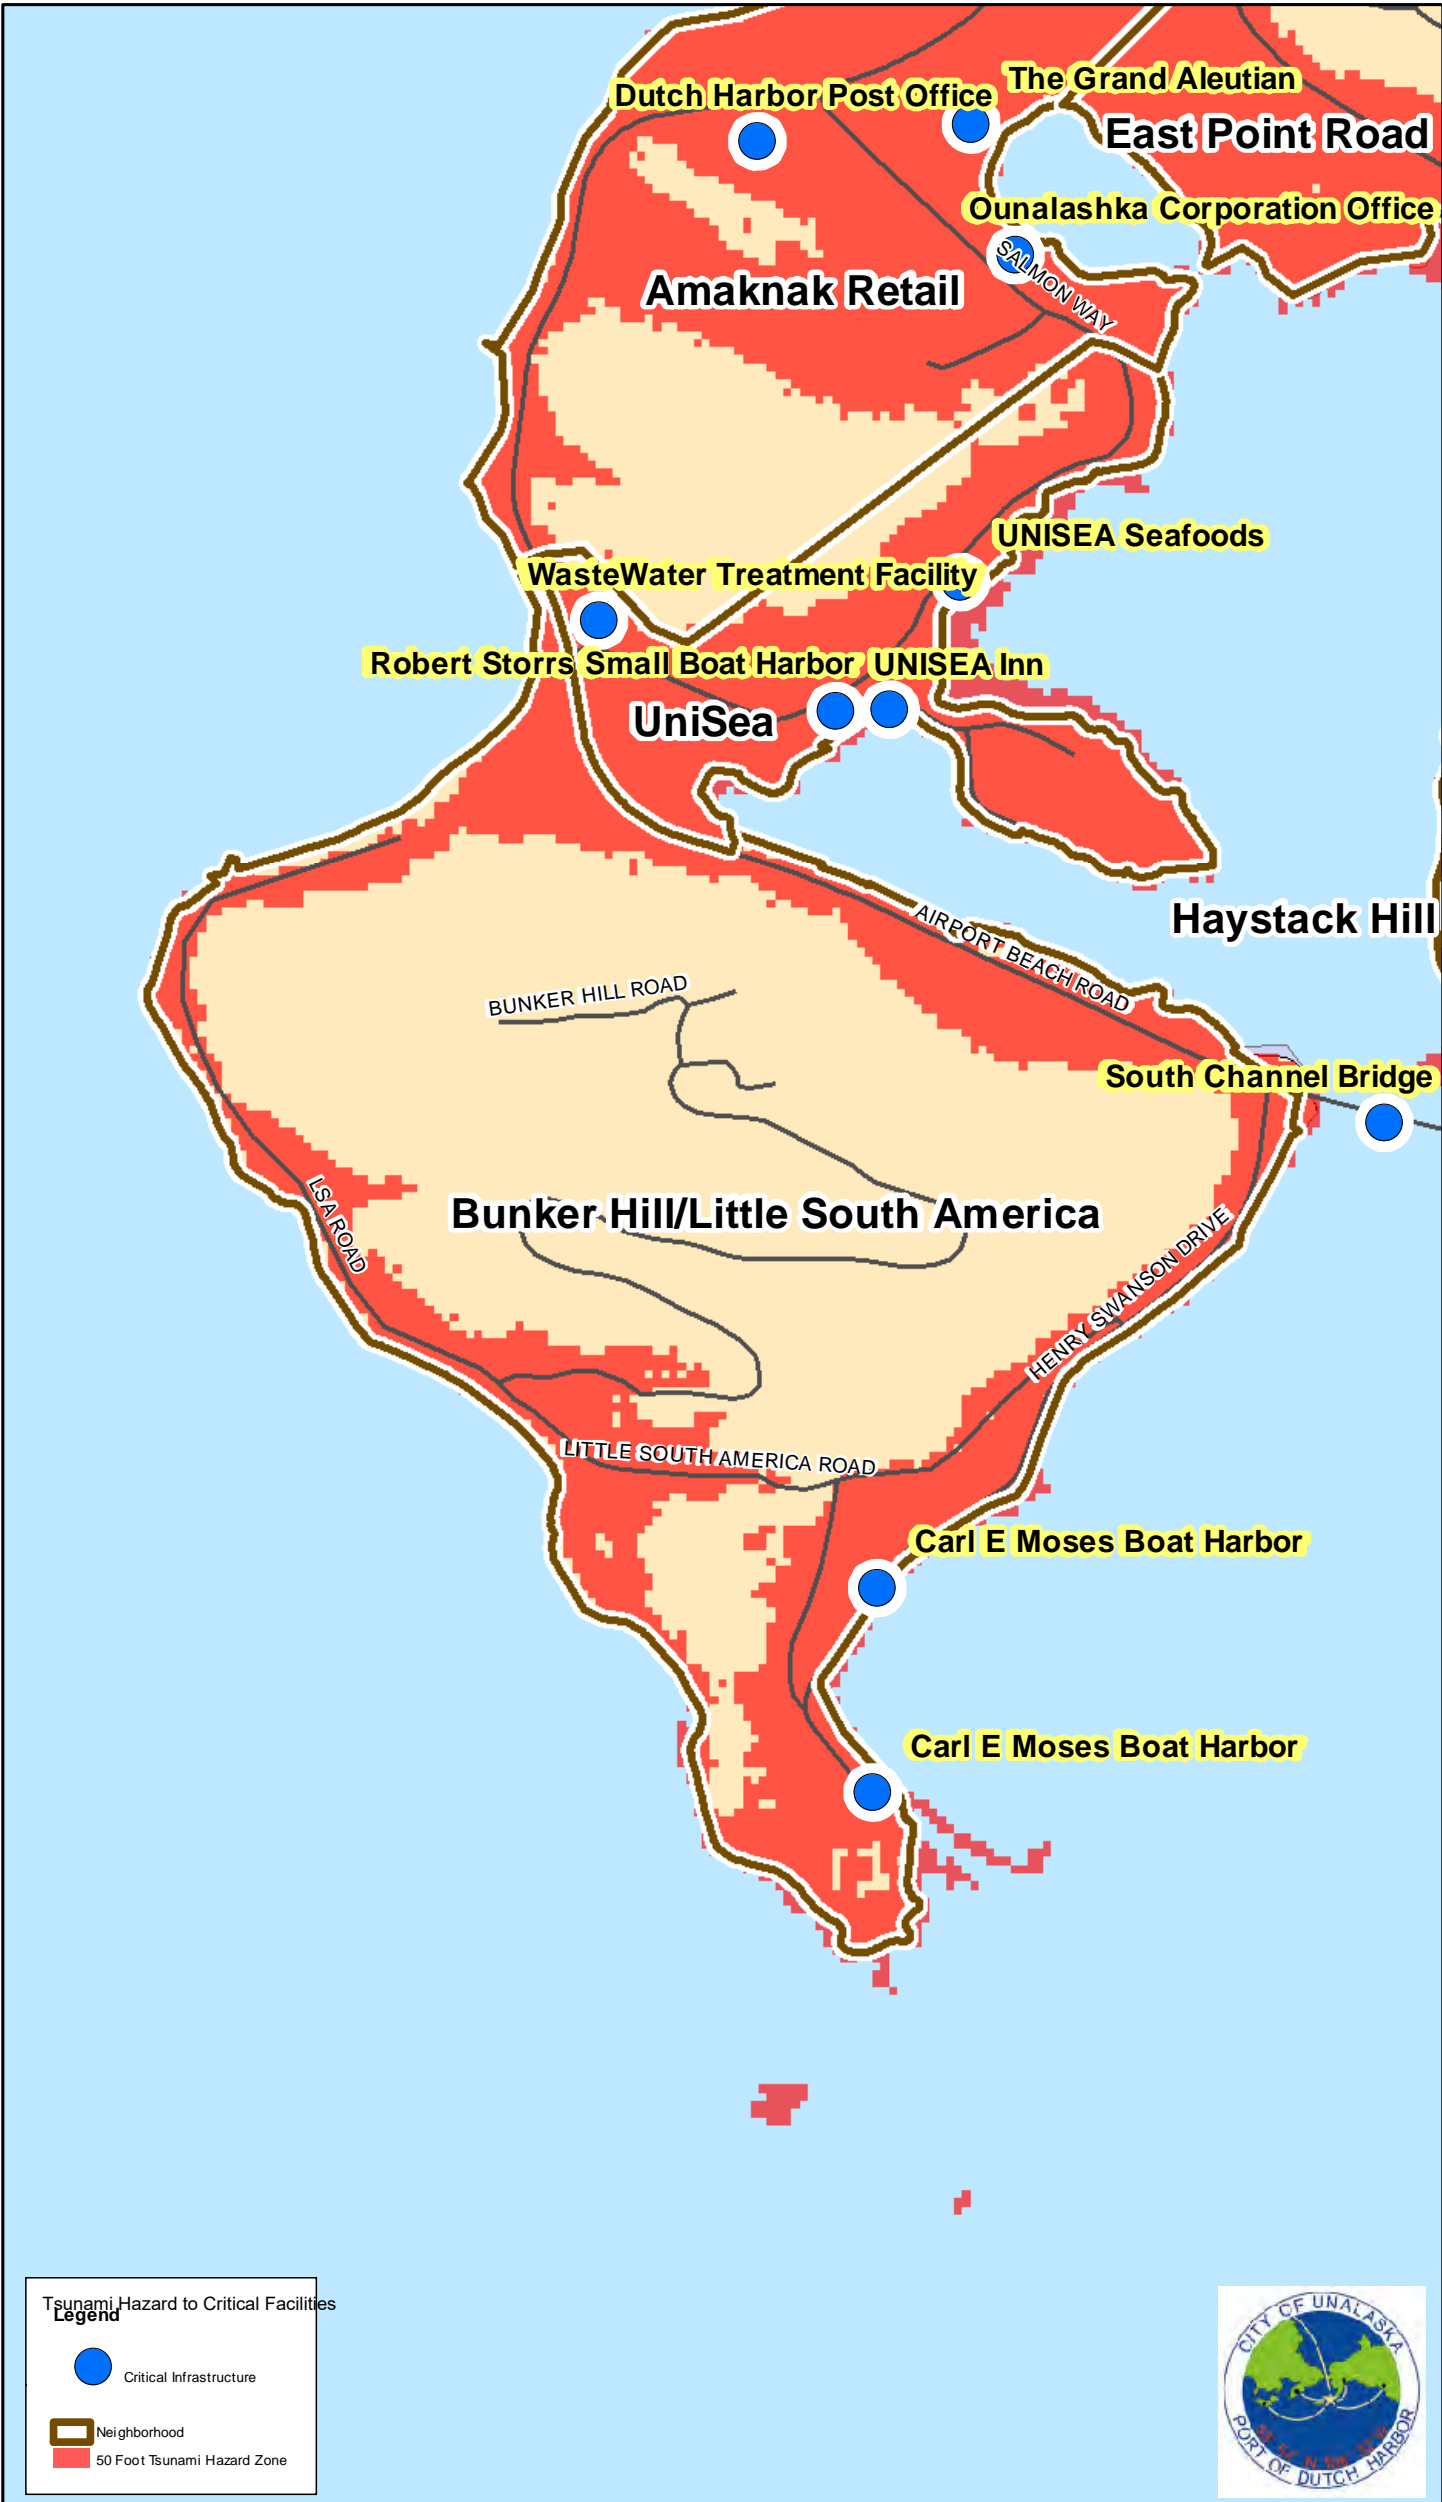 The Grand Aleutian
Dutch Harbor Post Office
East Point Road
Ounalashka Corporation Office
SALMON WAY
Amaknak Retail
UNISEA Seafoods
WasteWater Treatment Facility
Robert Storrs Small Boat Harbor
UNISEA Inn
UniSea
AIRPORT BEACH ROAD
Haystack Hill
BUNKER HILL ROAD
South Channel Bridge
LSA ROAD
Bunker Hill/Little South America
HENRY SWANSON DRIVE
LITTLE SOUTH AMERICA ROAD
Carl E Moses Boat Harbor
Carl E Moses Boat Harbor
Tsunami Hazard to Critical Facilities
Legend
Critical Infrastructure
Neighborhood
50 Foot Tsunami Hazard Zone
CITY OF UNALASKA
PORT OF DUTCH HARBOR